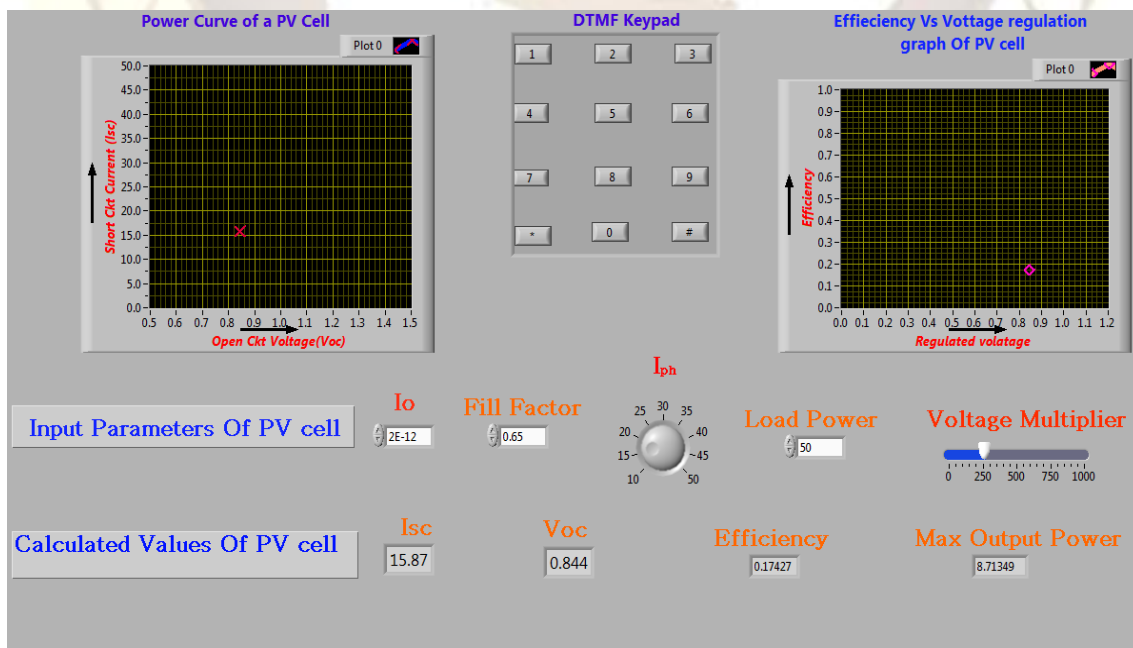 Power Curve of a PV Cell
Plot 0
50.0
45.0
40.0
35.0
30.0
25.0
20.0
15.0
10.0
5.0
0.0
Short Ckt Current (Isc)
0.5 0.6 0.7 0.8 0.9 1.0 1.1 1.2 1.3 1.4 1.5
Open Ckt Voltage(Voc)
DTMF Keypad
1 2 3
4 5 6
7 8 9
* 0 #
Effieciency Vs Vottage regulation
graph Of PV cell
Plot 0
1.0
0.9
0.8
0.7
0.6
0.5
0.4
0.3
0.2
0.1
0.0
Efficiency
0.0 0.1 0.2 0.3 0.4 0.5 0.6 0.7 0.8 0.9 1.0 1.1 1.2
Regulated volatage
Input Parameters Of PV cell
Io
2E-12
Fill Factor
0.65
Iph
10 15 20 25 30 35 40 45 50
Load Power
50
Voltage Multiplier
0 250 500 750 1000
Calculated Values Of PV cell
Isc
15.87
Voc
0.844
Efficiency
0.17427
Max Output Power
8.71349